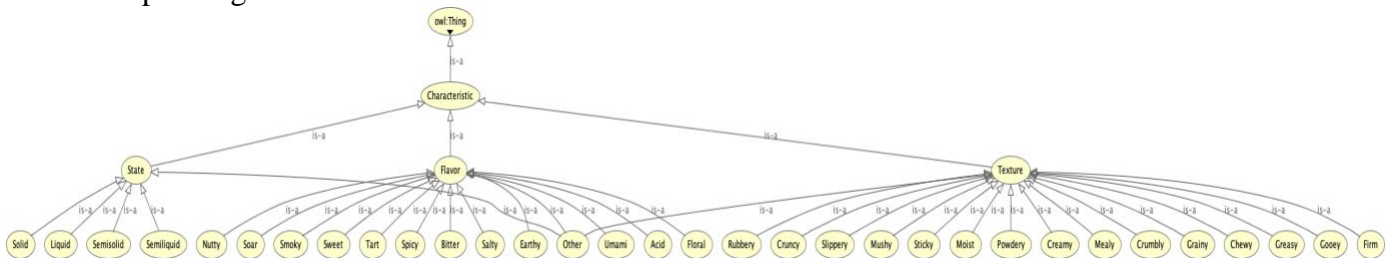 owl:Thing
is-a
Characteristic
is-a is-a is-a
State Flavor Texture
is-a is-a is-a is-a is-a is-a is-a is-a is-a is-a is-a is-a is-a is-a is-a is-a is-a is-a is-a is-a is-a is-a is-a is-a is-a is-a is-a is-a is-a is-a is-a is-a is-a is-a
Solid Liquid Semisolid Semiliquid Nutty Soar Smoky Sweet Tart Spicy Bitter Salty Earthy Other Umami Acid Floral Rubbery Cruncy Slippery Mushy Sticky Moist Powdery Creamy Mealy Crumbly Grainy Chewy Greasy Gooey Firm